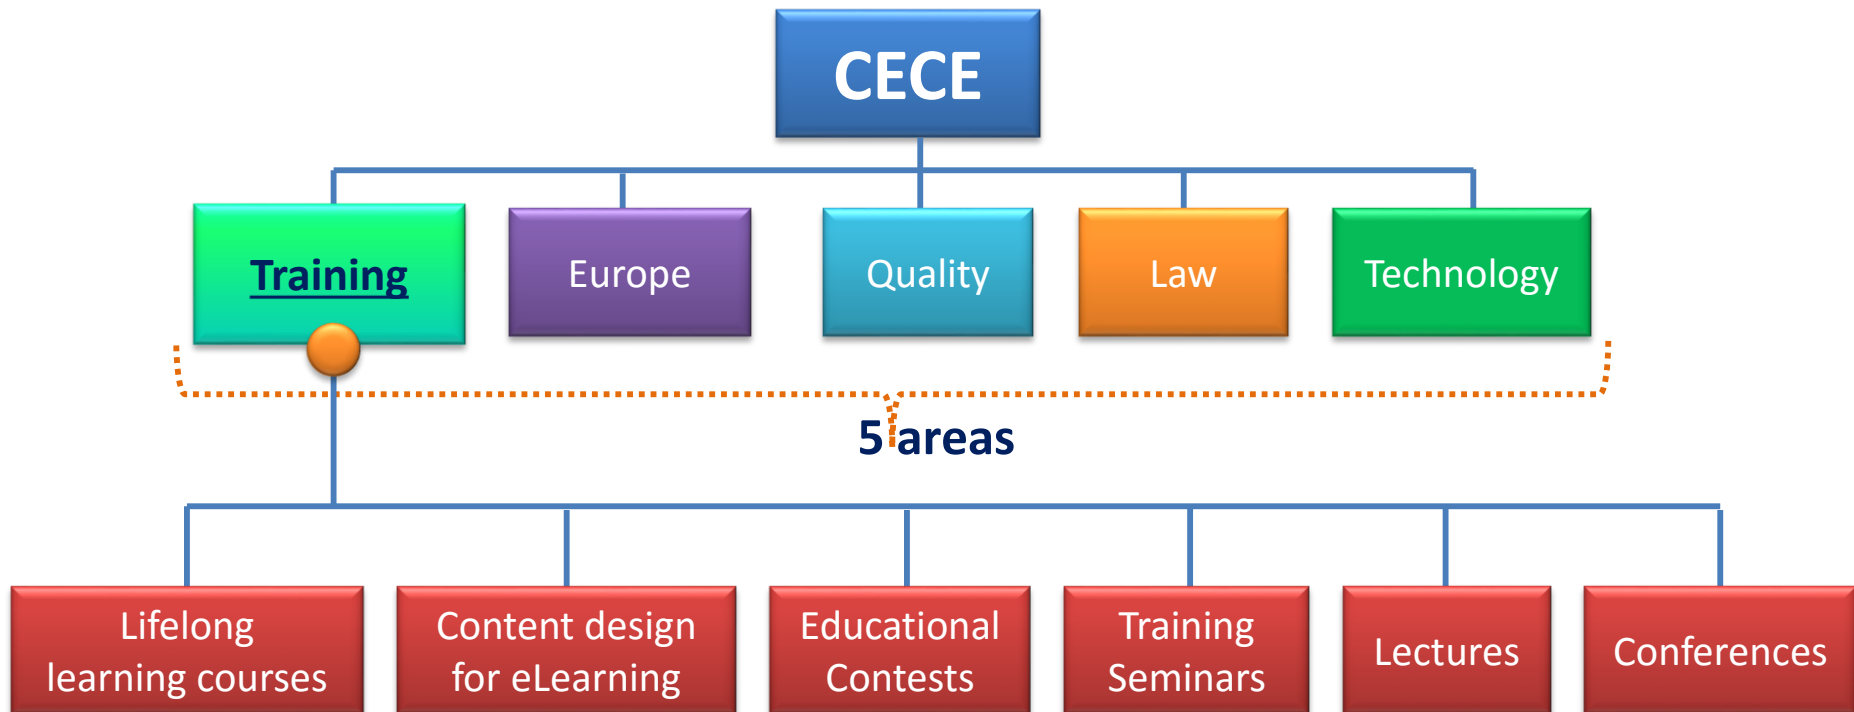 CECE
Training
Europe
Quality
Law
Technology
5 areas
Lifelong
learning courses
Content design
for eLearning
Educational
Contests
Training
Seminars
Lectures
Conferences